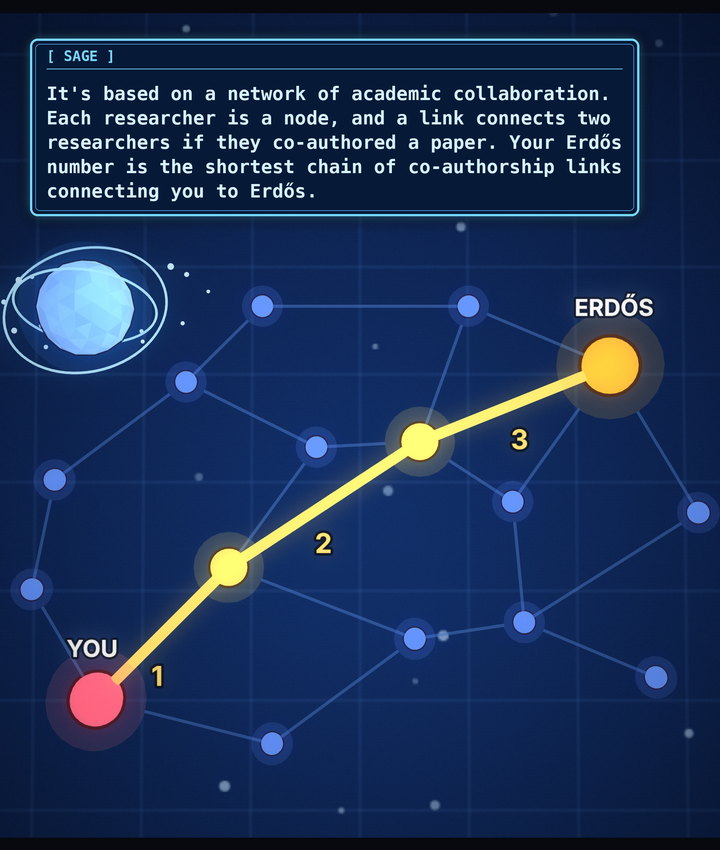 [ SAGE ]
It's based on a network of academic collaboration.
Each researcher is a node, and a link connects two
researchers if they co-authored a paper. Your Erdős
number is the shortest chain of co-authorship links
connecting you to Erdős.
ERDŐS
3
2
YOU
1